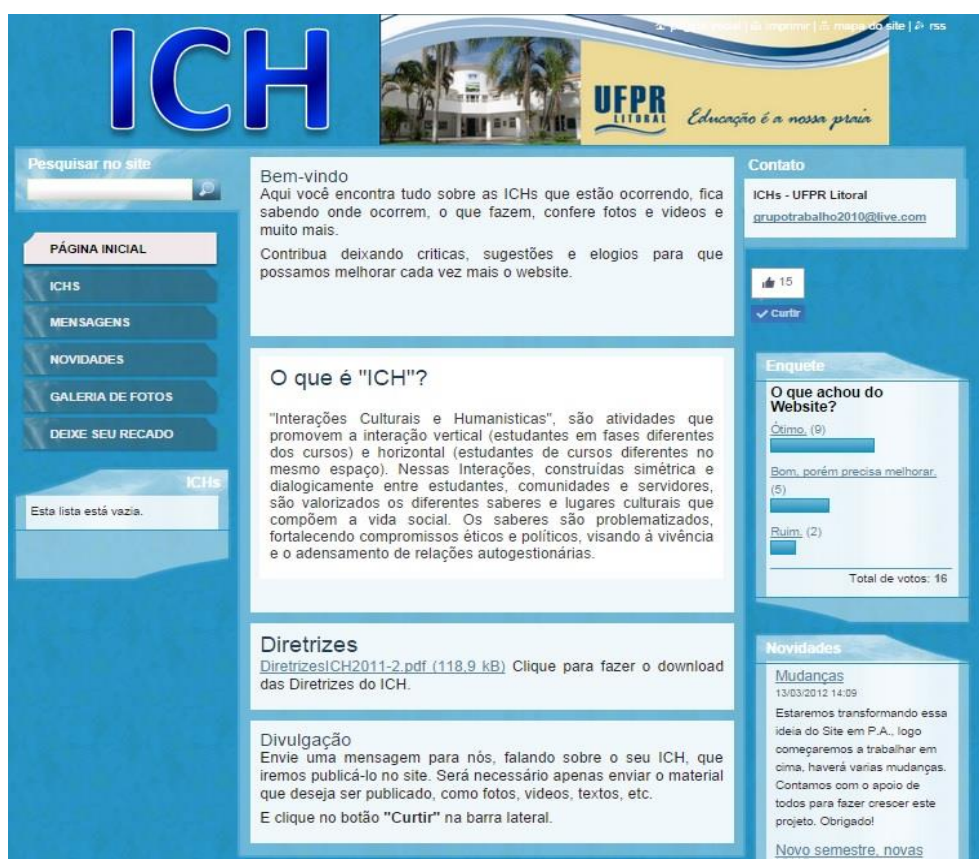 ICH
página inicial | imprimir | mapa do site | rss
UFPR
LITORAL
Educação é a nossa praia
Pesquisar no site
PÁGINA INICIAL
ICHS
MENSAGENS
NOVIDADES
GALERIA DE FOTOS
DEIXE SEU RECADO
ICHs
Esta lista está vazia.
Bem-vindo
Aqui você encontra tudo sobre as ICHs que estão ocorrendo, fica
sabendo onde ocorrem, o que fazem, confere fotos e videos e
muito mais.
Contribua deixando criticas, sugestões e elogios para que
possamos melhorar cada vez mais o website.
O que é "ICH"?
"Interações Culturais e Humanisticas", são atividades que
promovem a interação vertical (estudantes em fases diferentes
dos cursos) e horizontal (estudantes de cursos diferentes no
mesmo espaço). Nessas Interações, construídas simétrica e
dialogicamente entre estudantes, comunidades e servidores,
são valorizados os diferentes saberes e lugares culturais que
compõem a vida social. Os saberes são problematizados,
fortalecendo compromissos éticos e políticos, visando á vivência
e o adensamento de relações autogestionárias.
Diretrizes
DiretrizesICH2011-2.pdf (118,9 kB) Clique para fazer o download
das Diretrizes do ICH.
Divulgação
Envie uma mensagem para nós, falando sobre o seu ICH, que
iremos publicá-lo no site. Será necessário apenas enviar o material
que deseja ser publicado, como fotos, videos, textos, etc.
E clique no botão "Curtir" na barra lateral.
Contato
ICHs - UFPR Litoral
grupotrabalho2010@live.com
15
Curtir
Enquete
O que achou do
Website?
Ótimo. (9)
Bom, porém precisa melhorar.
(5)
Ruim. (2)
Total de votos: 16
Novidades
Mudanças
13/03/2012 14:09
Estaremos transformando essa
ideia do Site em P.A., logo
começaremos a trabalhar em
cima, haverá varias mudanças.
Contamos com o apoio de
todos para fazer crescer este
projeto. Obrigado!
Novo semestre, novas